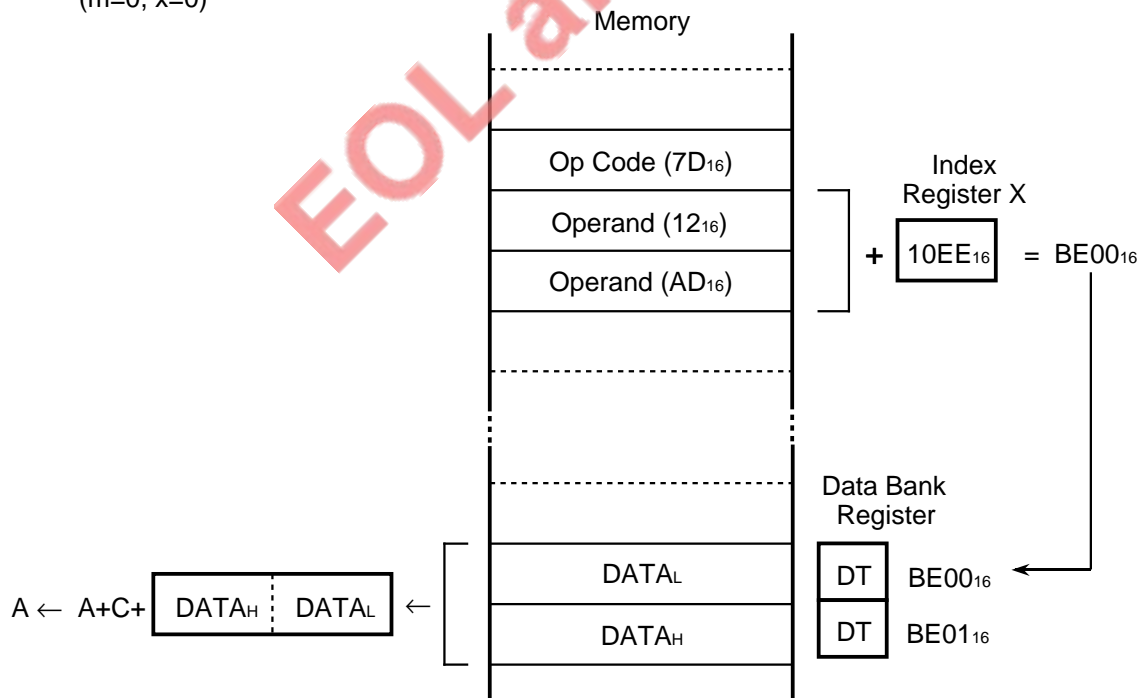 (m=0, x=0)
Memory
EOL
Op Code (7D16)
Operand (1216)
Operand (AD16)
Index
Register X
+ 10EE16 = BE0016
Data Bank
Register
DATAL
DT BE0016
DATAH
DT BE0116
A ← A+C+ DATAH DATAL ←